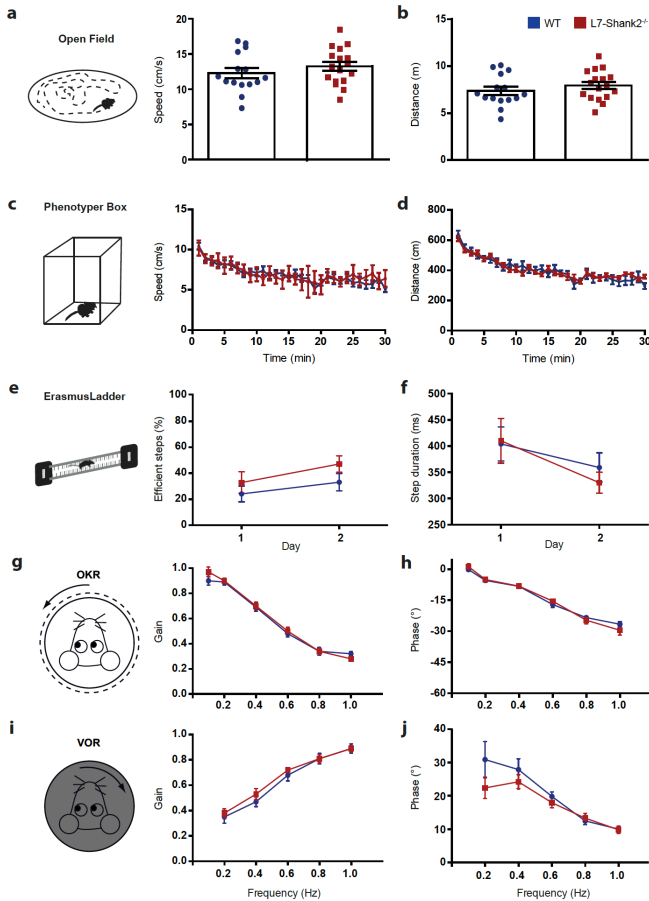 a
Open Field
Speed (cm/s)
20
15
10
5
0
b
WT
L7-Shank2-/-
Distance (m)
15
10
5
0
c
Phenotyper Box
Speed (cm/s)
15
10
5
0
0 5 10 15 20 25 30
Time (min)
d
Distance (cm)
800
600
400
200
0
0 5 10 15 20 25 30
Time (min)
e
ErasmusLadder
Efficient steps (%)
100
80
60
40
20
0
1 2
Day
f
Step duration (ms)
500
450
400
350
300
250
1 2
Day
g
OKR
Gain
1.0
0.8
0.6
0.4
0.2
0.0
0.2 0.4 0.6 0.8 1.0
h
Phase (°)
0
-15
-30
-45
-60
0.2 0.4 0.6 0.8 1.0
i
VOR
Gain
1.0
0.8
0.6
0.4
0.2
0.0
0.2 0.4 0.6 0.8 1.0
Frequency (Hz)
j
Phase (°)
40
30
20
10
0
0.2 0.4 0.6 0.8 1.0
Frequency (Hz)